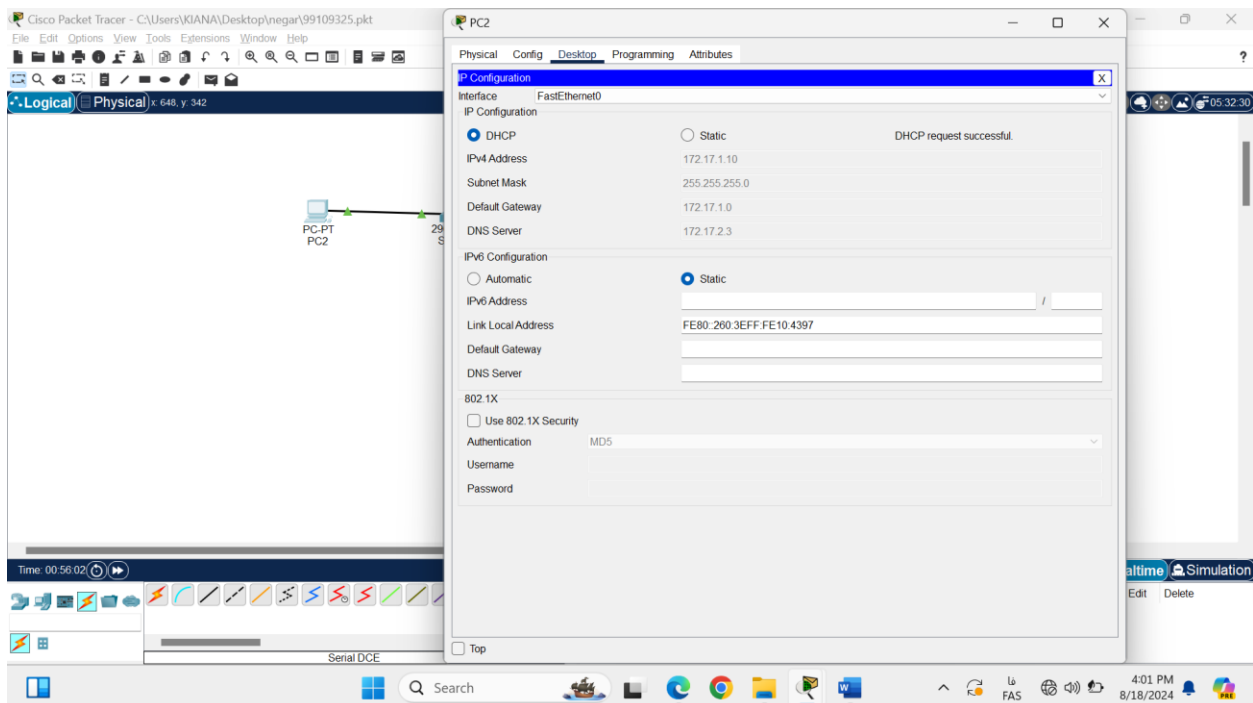 Cisco Packet Tracer - C:\Users\KIANA\Desktop\negar\99109325.pkt
File Edit Options View Tools Extensions Window Help
?
Logical Physical x: 648, y: 342
05:32:30
PC-PT
PC2
29
S
PC2
Physical Config Desktop Programming Attributes
IP Configuration X
Interface FastEthernet0
IP Configuration
DHCP Static DHCP request successful.
IPv4 Address 172.17.1.10
Subnet Mask 255.255.255.0
Default Gateway 172.17.1.0
DNS Server 172.17.2.3
IPv6 Configuration
Automatic Static
IPv6 Address /
Link Local Address FE80::260:3EFF:FE10:4397
Default Gateway
DNS Server
802.1X
Use 802.1X Security
Authentication MD5
Username
Password
Top
Time: 00:56:02
altime Simulation
Edit Delete
Serial DCE
Search
فا
FAS
4:01 PM
8/18/2024
PRE